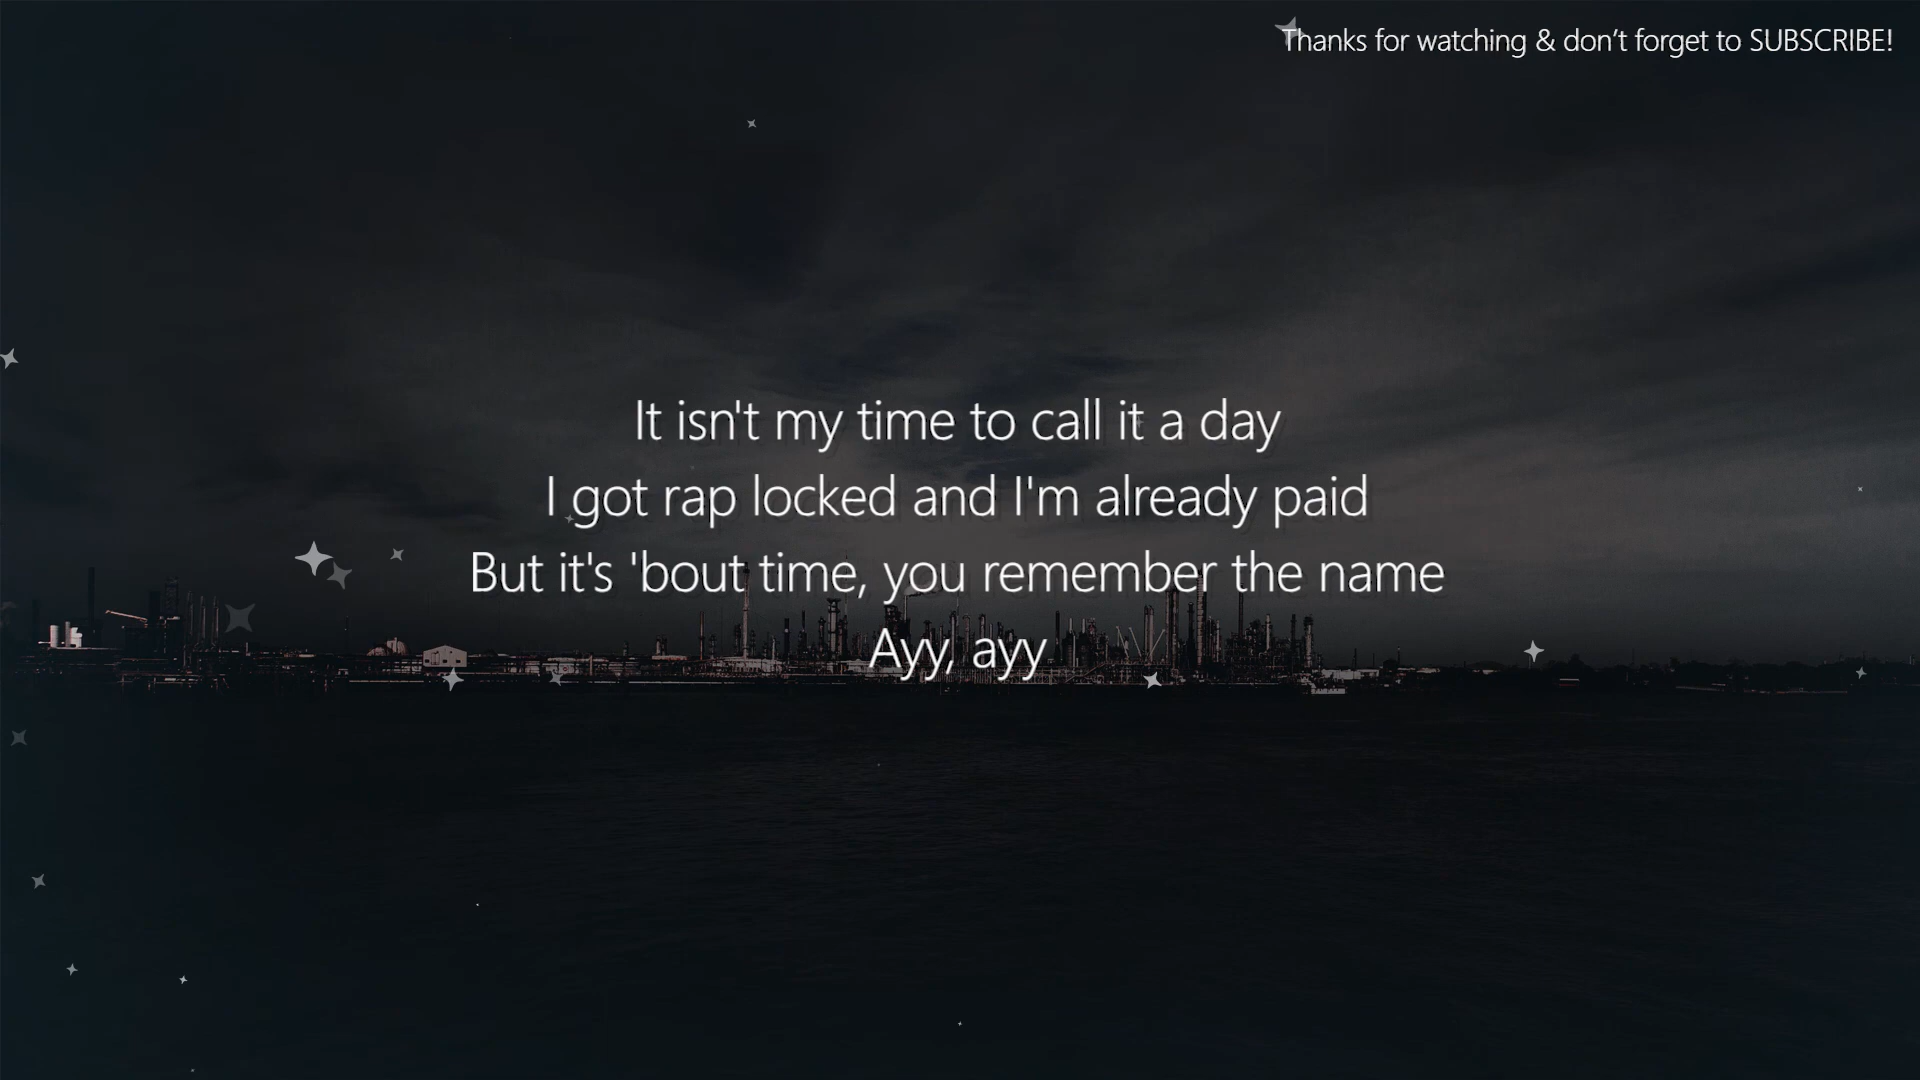 Thanks for watching & don’t forget to SUBSCRIBE!
It isn't my time to call it a day
I got rap locked and I'm already paid
But it's 'bout time, you remember the name
Ayy, ayy